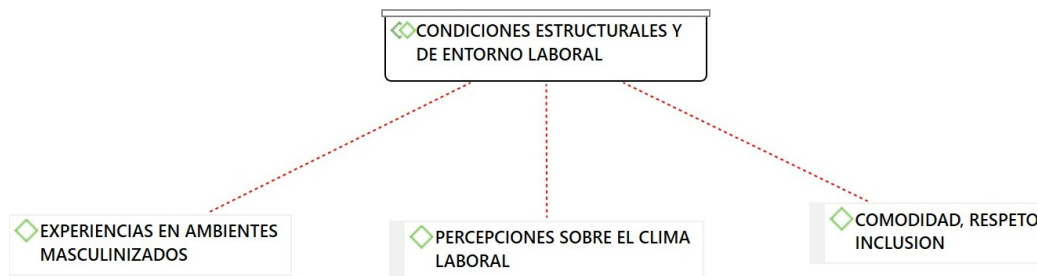 CONDICIONES ESTRUCTURALES Y
DE ENTORNO LABORAL
EXPERIENCIAS EN AMBIENTES
MASCULINIZADOS
PERCEPCIONES SOBRE EL CLIMA
LABORAL
COMODIDAD, RESPETO
INCLUSION